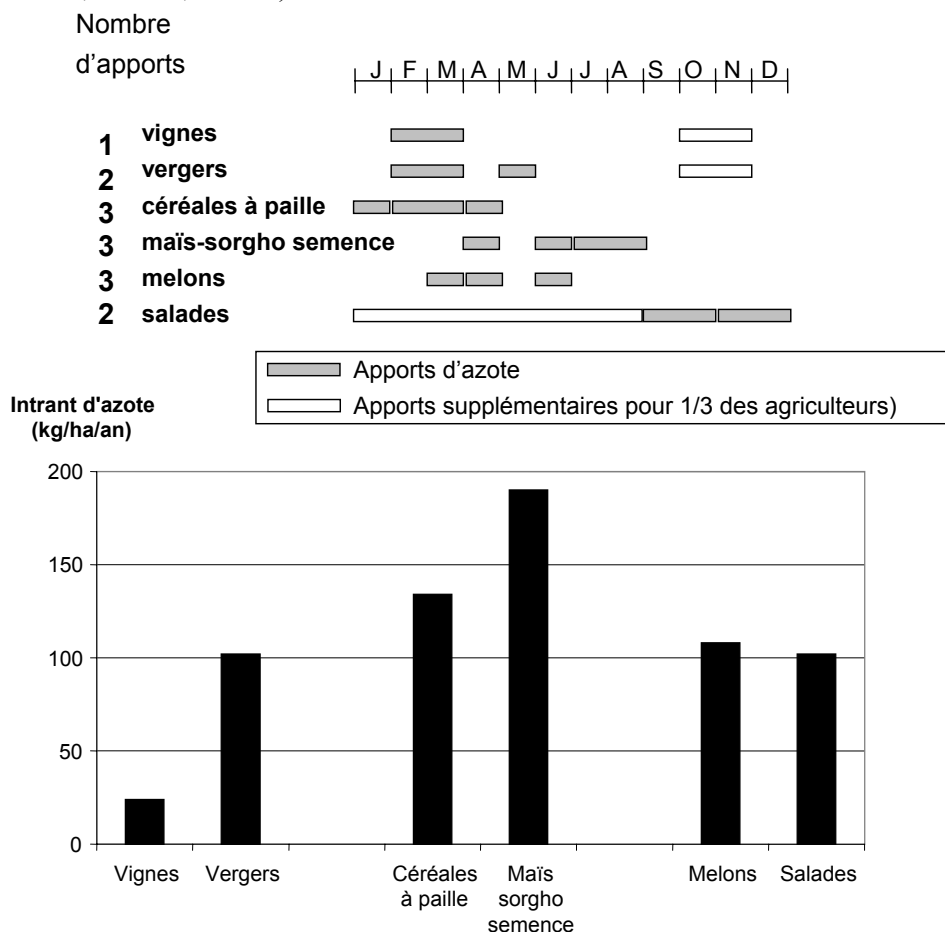 Nombre
d'apports
J F M A M J J A S O N D
1 vignes
2 vergers
3 céréales à paille
3 maïs-sorgho semence
3 melons
2 salades
Apports d'azote
Apports supplémentaires pour 1/3 des agriculteurs)
Intrant d'azote
(kg/ha/an)
200
150
100
50
0
Vignes Vergers Céréales à paille Maïs sorgho semence Melons Salades